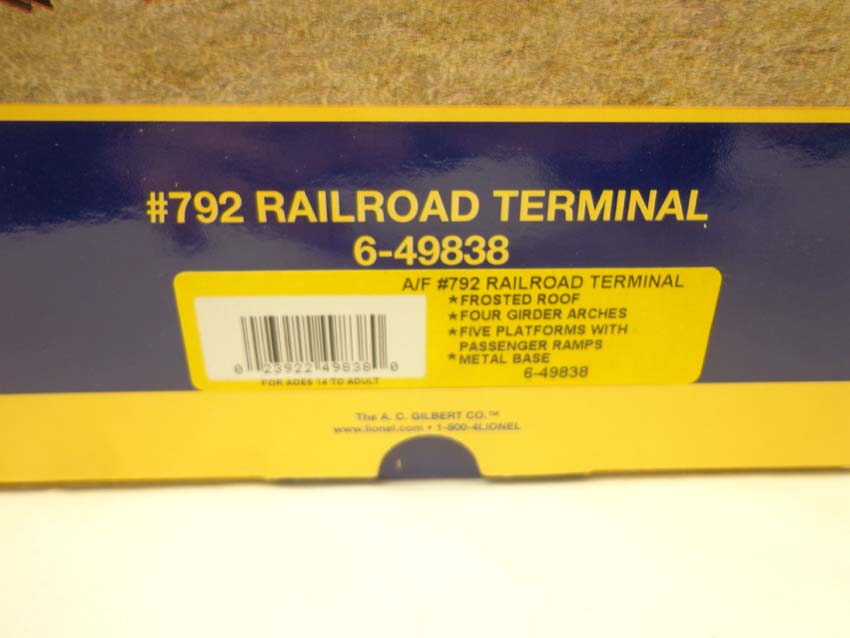 #792 RAILROAD TERMINAL
6-49838
A/F #792 RAILROAD TERMINAL
*FROSTED ROOF
*FOUR GIRDER ARCHES
*FIVE PLATFORMS WITH
PASSENGER RAMPS
*METAL BASE
6-49838
0 23922 49838 0
FOR AGES 14 TO ADULT
The A. C. GILBERT CO.™
www.lionel.com • 1-800-4LIONEL